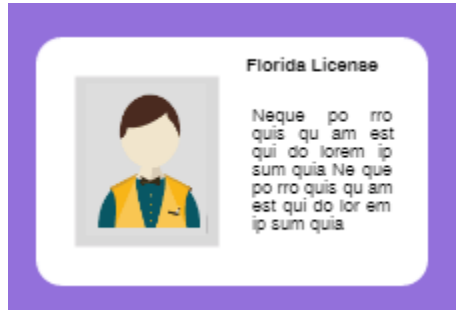 Florida License
Neque po rro
quis qu am est
qui do lorem ip
sum quia Ne que
po rro quis qu am
est qui do lor em
ip sum quia